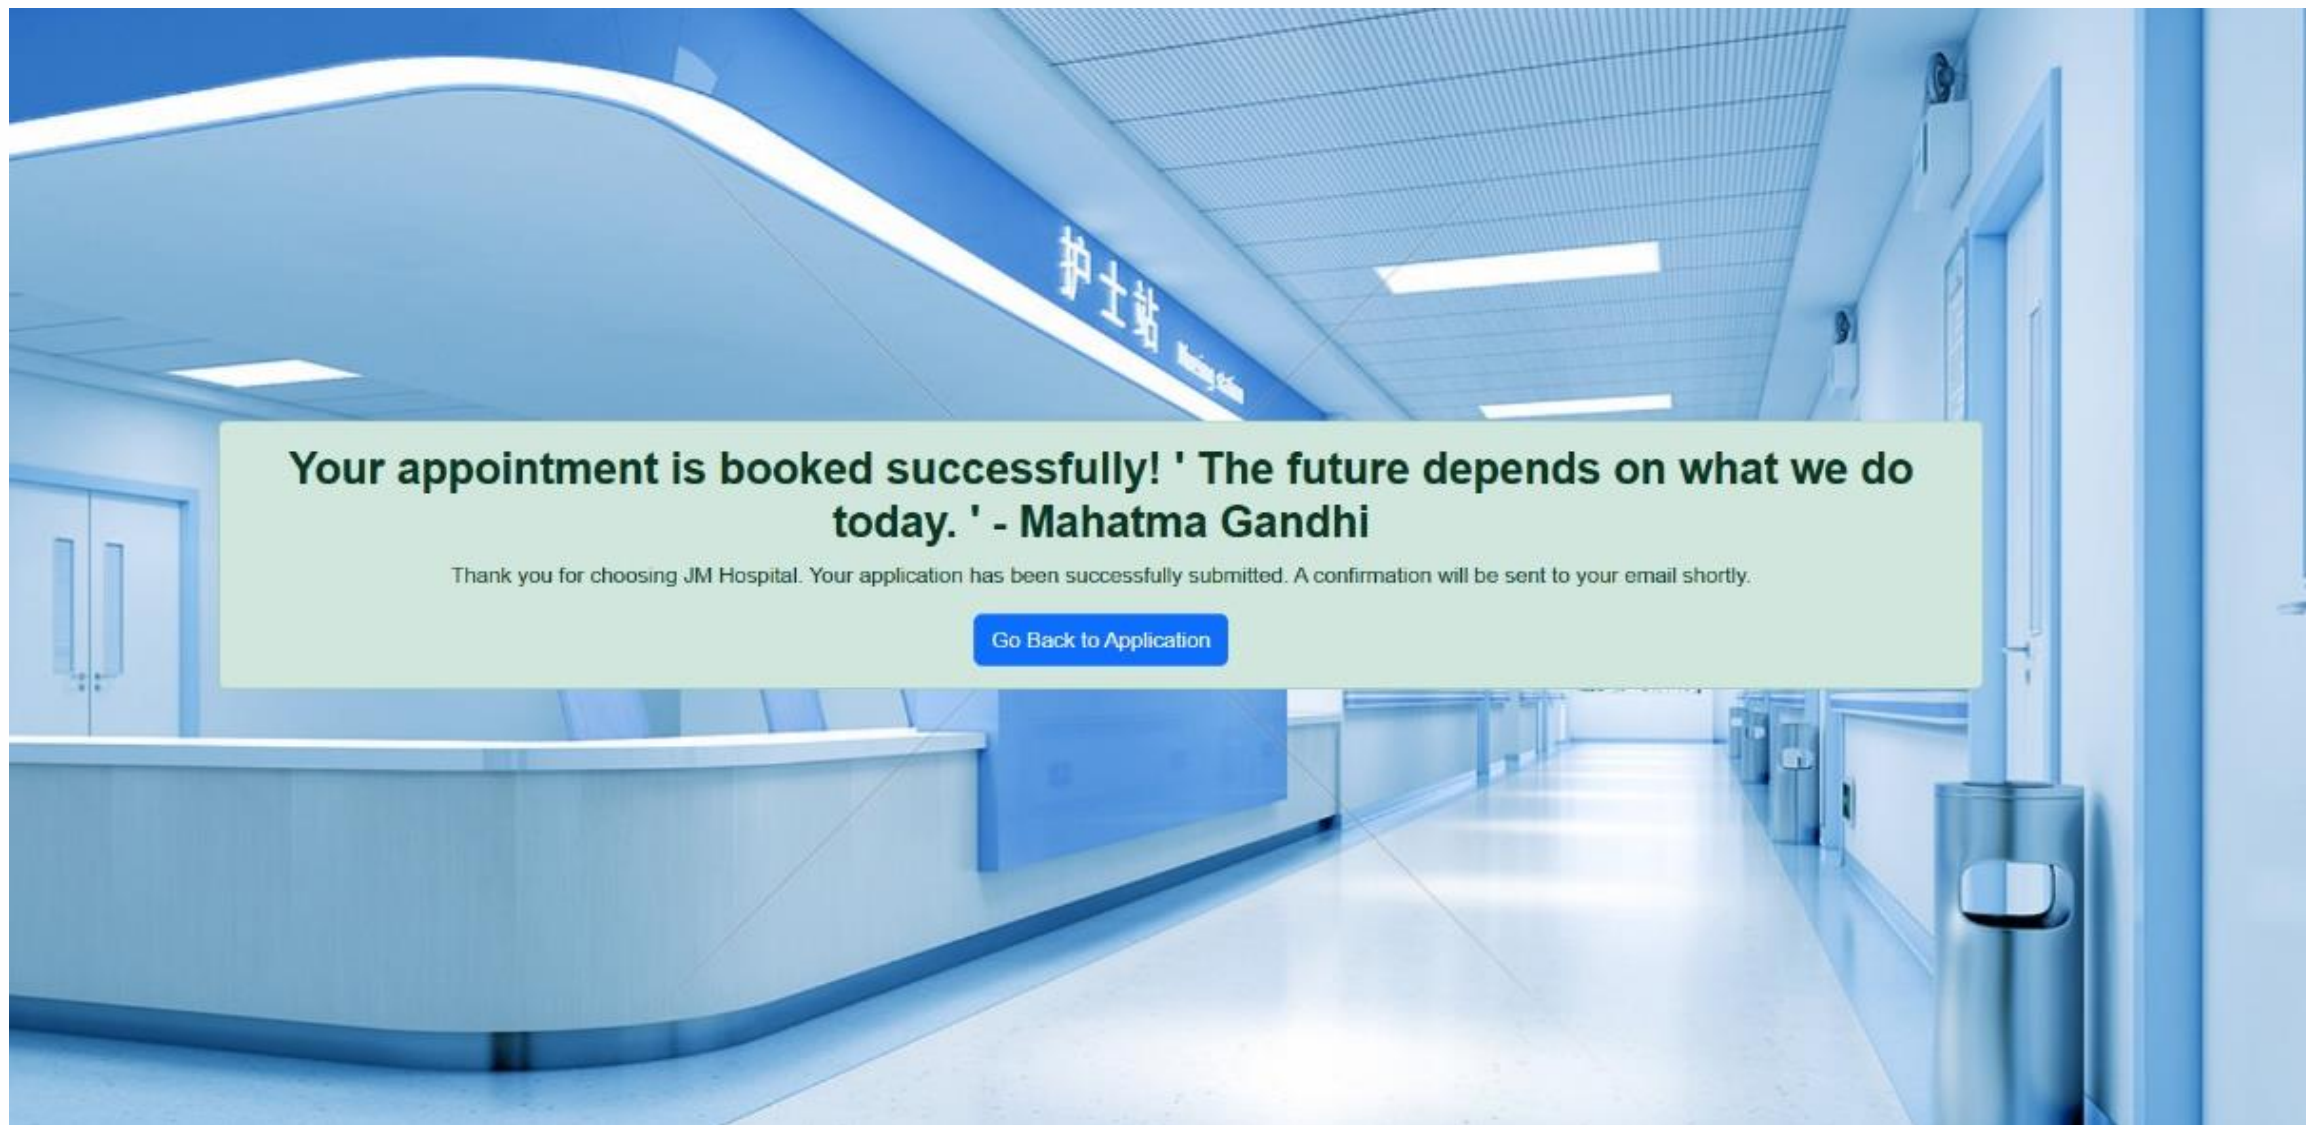 护士站
Nursing station
Your appointment is booked successfully! ' The future depends on what we do
today. ' - Mahatma Gandhi
Thank you for choosing JM Hospital. Your application has been successfully submitted. A confirmation will be sent to your email shortly.
Go Back to Application